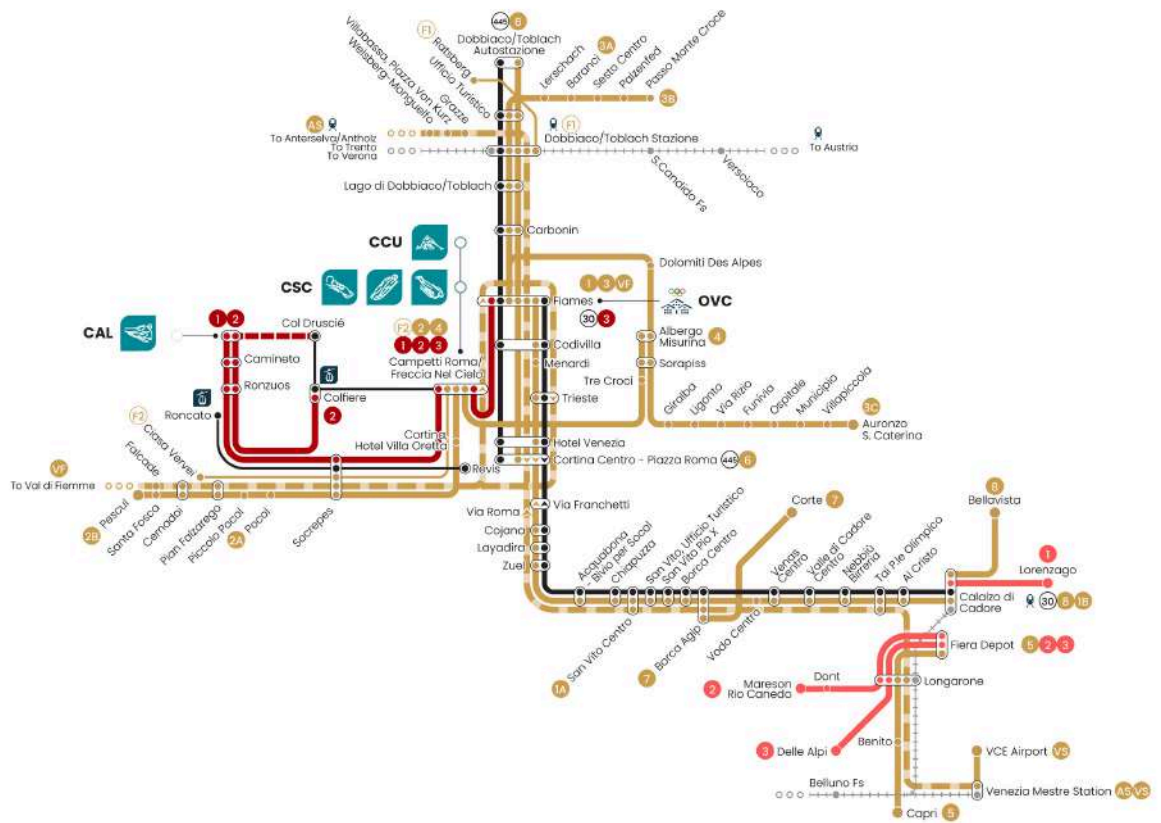 445 6
Dobbiaco/Toblach
Autostazione
F1
Ratsberg
Ufficio Turistico
Villabassa, Piazza Von Kurz
Welsberg-Monguelfo
Grazze
Lerschach
Baranci
3A
Sesto Centro
Palzenfed
Passo Monte Croce
3B
AS
To Anterselva/Antholz
To Trento
To Verona
F1
Dobbiaco/Toblach Stazione
To Austria
S.Candido Fs
Versciaco
Lago di Dobbiaco/Toblach
Carbonin
CCU
Dolomiti Des Alpes
CSC
1 3 VF
Fiames
OVC
30 3
CAL
1 2
Col Drusciè
F2 2 4
1 2 3
Campetti Roma/
Freccia Nel Cielo
Codivilla
Menardi
Albergo
Misurina
4
Sorapiss
Camineto
Ronzuos
Colfiere
2
Tre Croci
Trieste
Roncato
Giralba
Ugonto
Via Rizio
Funivia
Ospitale
Municipio
Villapiccola
3C
Auronzo
S. Caterina
F2
Ciasa Vervei
Cortina
Hotel Villa Oretta
Hotel Venezia
Revis
Cortina Centro - Piazza Roma 445 6
VF
To Val di Fiemme
Falcade
2B
Pescul
Santa Fosca
Cernadoi
Pian Falzarego
Piccolo Pocol
2A
Pocol
Socrepes
Via Roma
Via Franchetti
Cojana
Layadira
Zuel
Corte 7
8
Bellavista
Acquabona
Bivio per Socol
Chiapuzza
San Vito, Ufficio Turistico
San Vito Pio X
Borca Centro
Venas
Centro
Valle di Cadore
Centro
Nebbiù
Birreria
Tai P.le Olimpico
Al Cristo
1
Lorenzago
Calalzo di
Cadore
30 8 1B
1A
San Vito Centro
7
Borca Agip
Vodo Centro
Fiera Depot 5 2 3
2
Mareson
Rio Canedo
Dont
Longarone
3 Delle Alpi
Benito
VCE Airport VS
Belluno Fs
Venezia Mestre Station AS VS
Capri 5